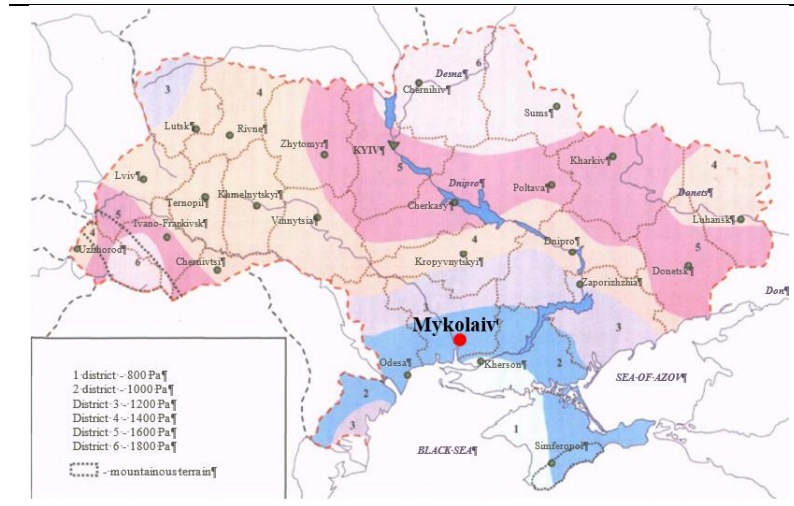 6
Desna¶
3
Chernihiv¶
4
Sums¶
Lutsk¶
Rivne¶
Zhytomyr¶
KYIV¶
Kharkiv¶
5
4
Lviv¶
Dnipro¶
Poltava¶
Donets¶
Ternopil¶
Khmelnytskyi¶
Cherkasy¶
5
Ivano-Frankivsk¶
Vinnytsia¶
Luhansk¶
4
Uzhhorod¶
4
Dnipro¶
5
6
Chernivtsi¶
Kropyvnytskyi¶
Donetsk¶
Zaporizhzhia¶
Don¶
3
Mykolaiv¶
3
Odesa¶
Kherson¶
2
SEA OF AZOV¶
1 district - 800 Pa¶
2 district - 1000 Pa¶
District 3 - 1200 Pa¶
District 4 - 1400 Pa¶
District 5 - 1600 Pa¶
District 6 - 1800 Pa¶
- mountainous terrain¶
2
3
1
BLACK SEA¶
Simferopol¶